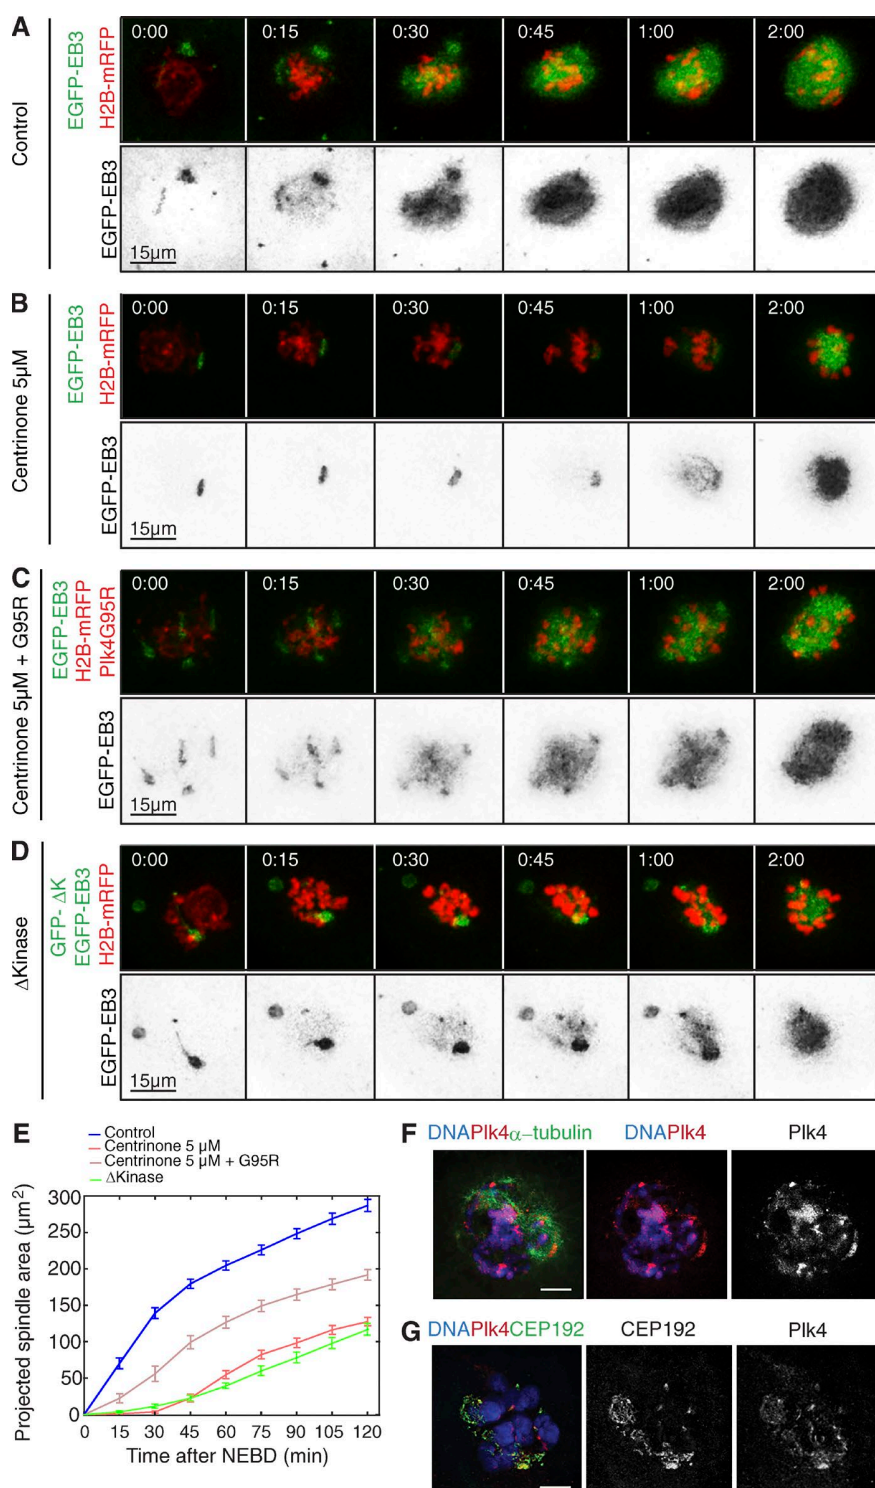 A
Control
EGFP-EB3
H2B-mRFP
0:00 0:15 0:30 0:45 1:00 2:00
EGFP-EB3
15µm
B
Centrinone 5µM
EGFP-EB3
H2B-mRFP
0:00 0:15 0:30 0:45 1:00 2:00
EGFP-EB3
15µm
C
Centrinone 5µM + G95R
EGFP-EB3
H2B-mRFP
Plk4G95R
0:00 0:15 0:30 0:45 1:00 2:00
EGFP-EB3
15µm
D
ΔKinase
GFP- ΔK
EGFP-EB3
H2B-mRFP
0:00 0:15 0:30 0:45 1:00 2:00
EGFP-EB3
15µm
E
Control
Centrinone 5 µM
Centrinone 5 µM + G95R
ΔKinase
Projected spindle area (µm²)
300
250
200
150
100
50
0
0 15 30 45 60 75 90 105 120
Time after NEBD (min)
F
DNAPlk4α−tubulin DNAPlk4 Plk4
G
DNAPlk4CEP192 CEP192 Plk4